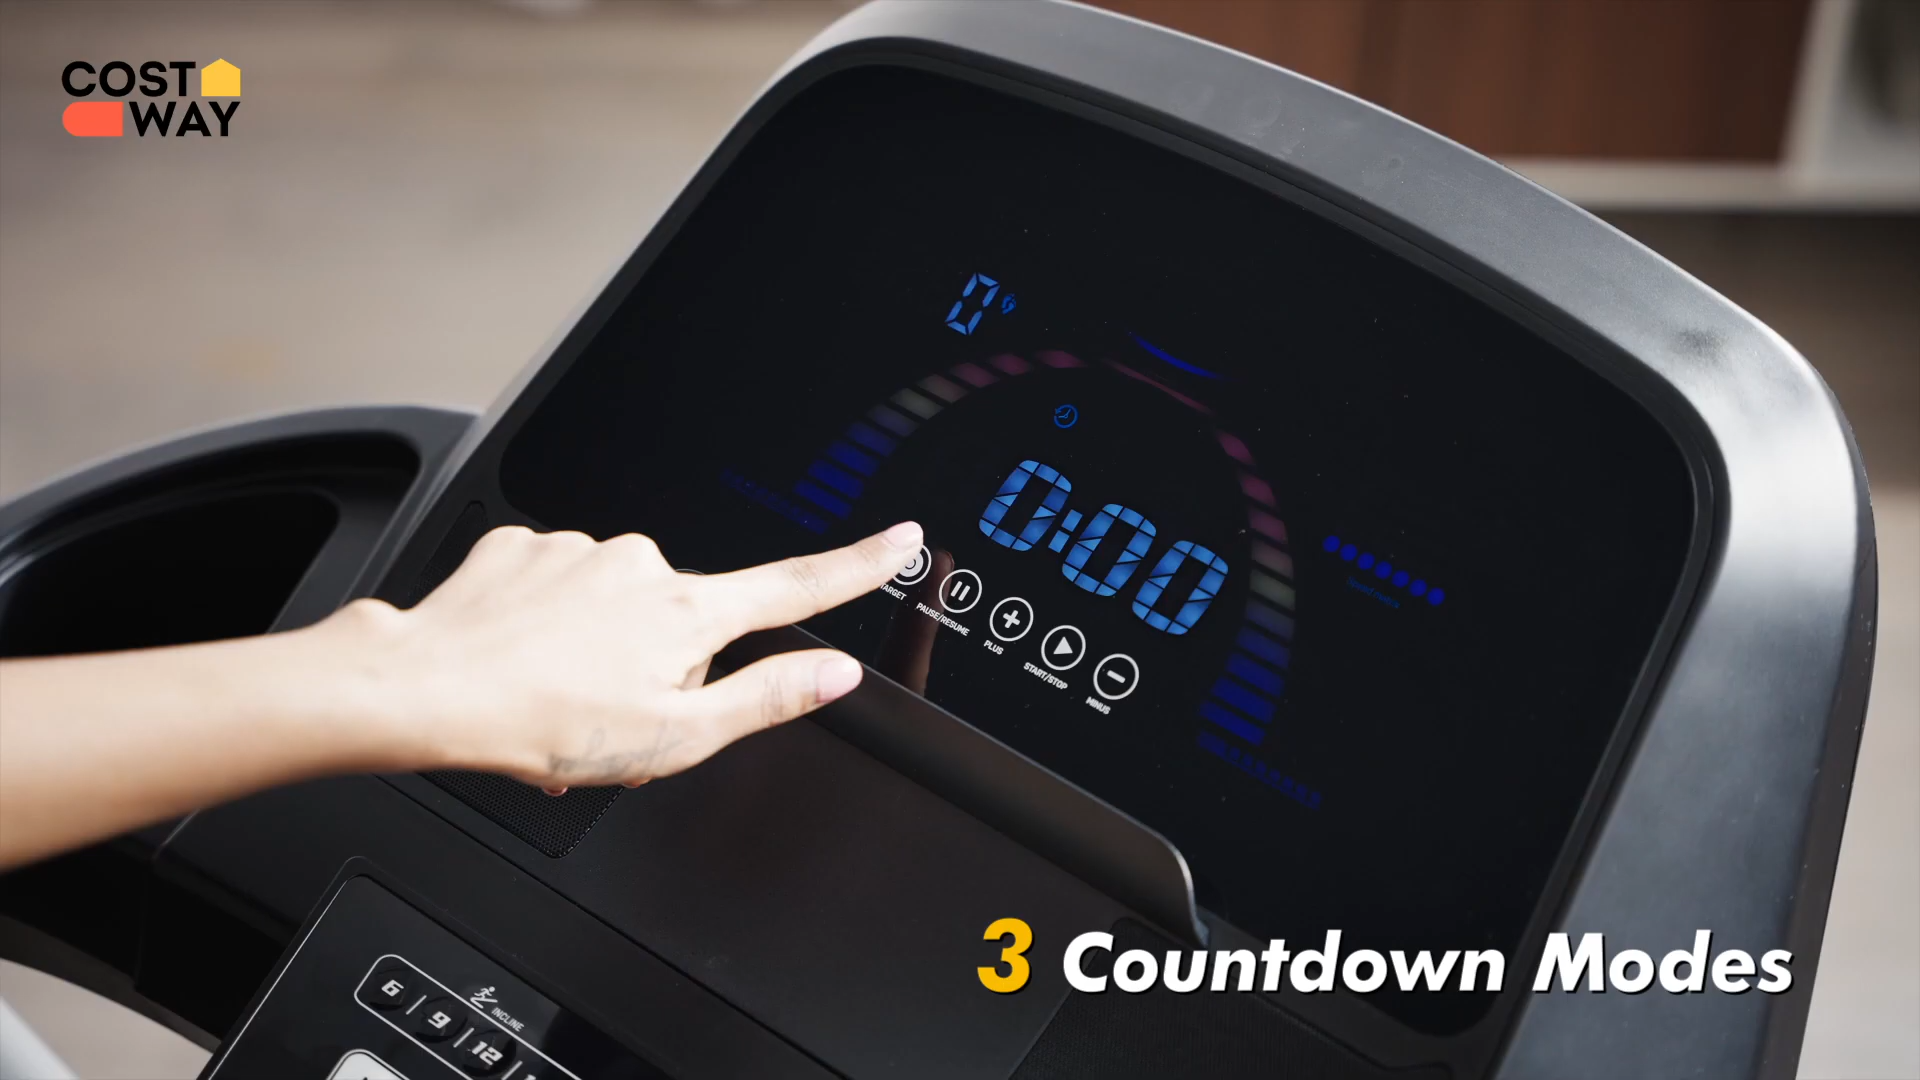 COST
WAY
0
0:00
TARGET
PAUSE/RESUME
PLUS
START/STOP
MINUS
6 | 9 | 12
INCLINE
3 Countdown Modes